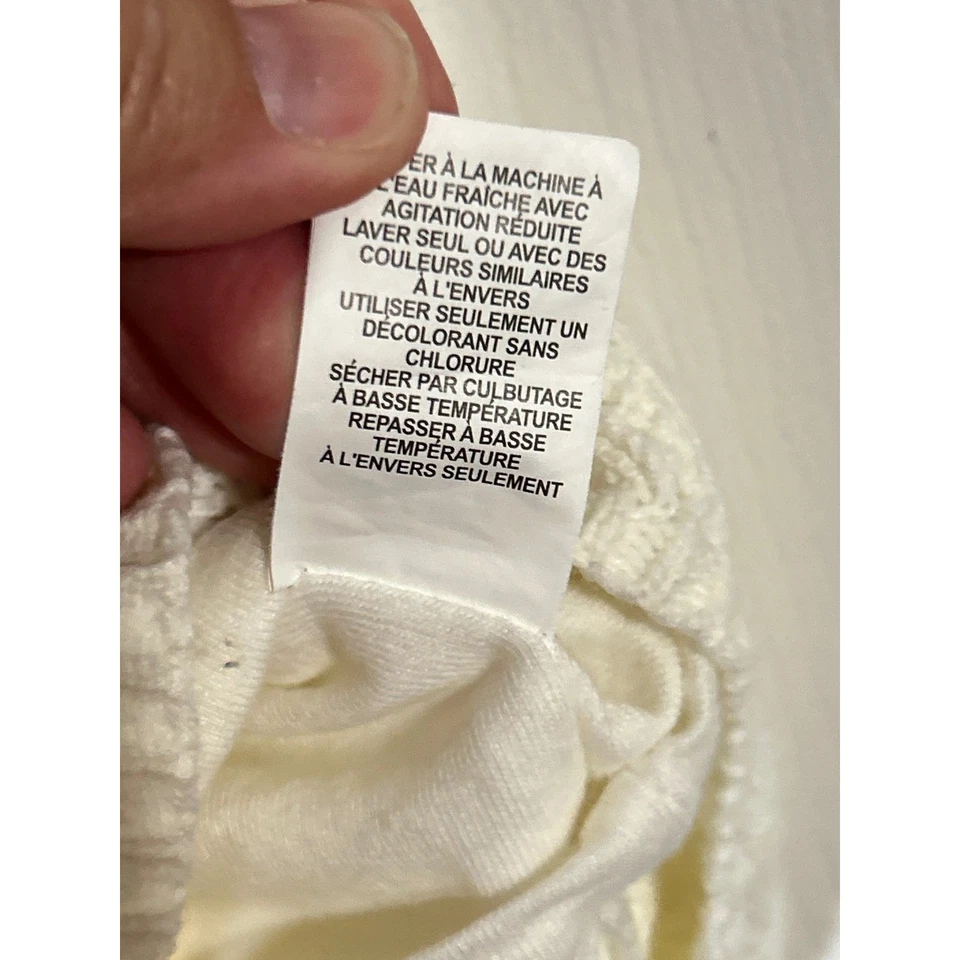 ER À LA MACHINE À
L'EAU FRAÎCHE AVEC
AGITATION RÉDUITE
LAVER SEUL OU AVEC DES
COULEURS SIMILAIRES
À L'ENVERS
UTILISER SEULEMENT UN
DÉCOLORANT SANS
CHLORURE
SÉCHER PAR CULBUTAGE
À BASSE TEMPÉRATURE
REPASSER À BASSE
TEMPÉRATURE
À L'ENVERS SEULEMENT